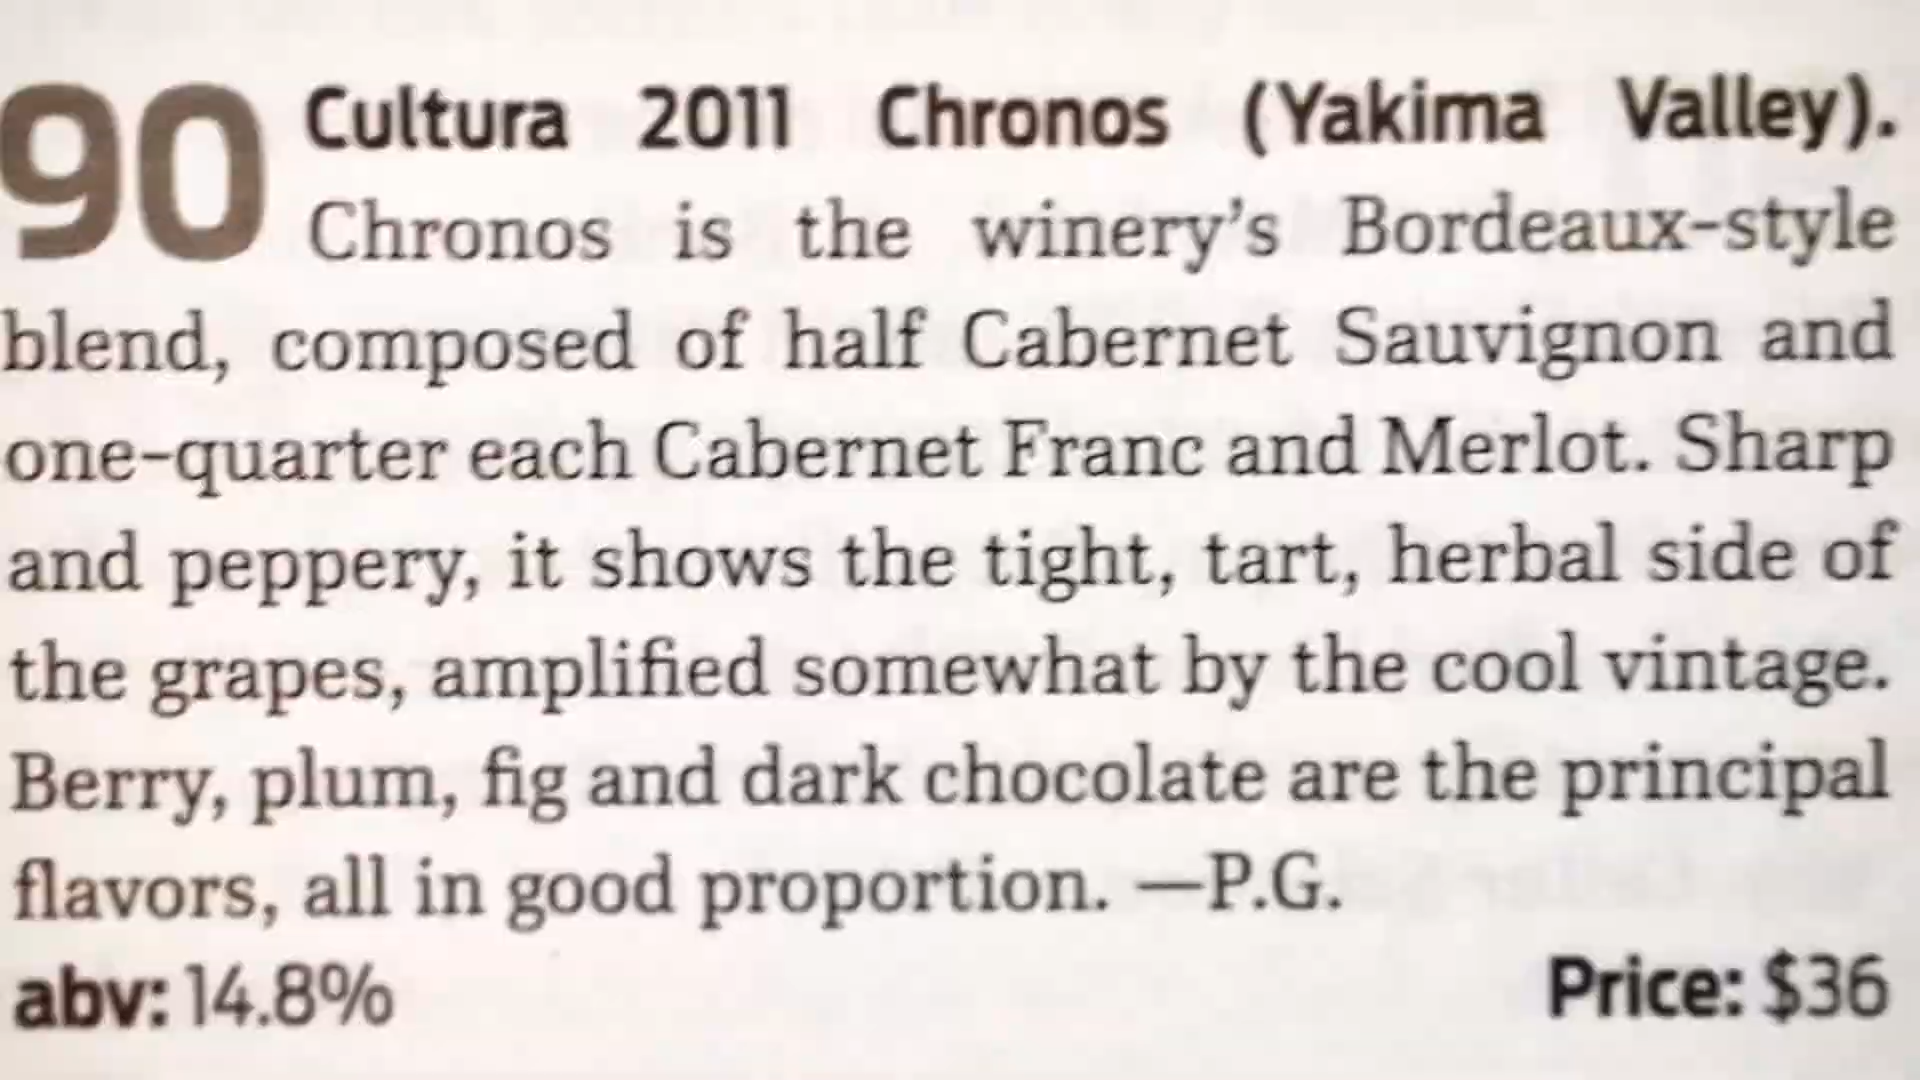 90 Cultura 2011 Chronos (Yakima Valley).
Chronos is the winery's Bordeaux-style
blend, composed of half Cabernet Sauvignon and
one-quarter each Cabernet Franc and Merlot. Sharp
and peppery, it shows the tight, tart, herbal side of
the grapes, amplified somewhat by the cool vintage.
Berry, plum, fig and dark chocolate are the principal
flavors, all in good proportion. —P.G.
abv: 14.8% Price: $36